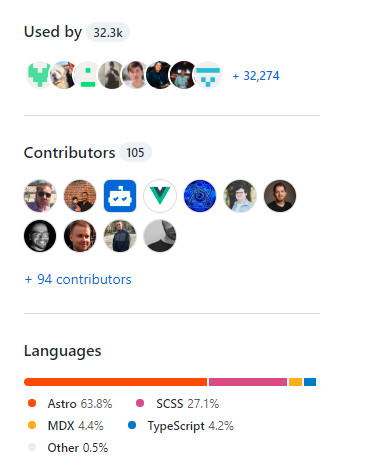 Used by 32.3k
+ 32,274
Contributors 105
+ 94 contributors
Languages
Astro 63.8% SCSS 27.1%
MDX 4.4% TypeScript 4.2%
Other 0.5%